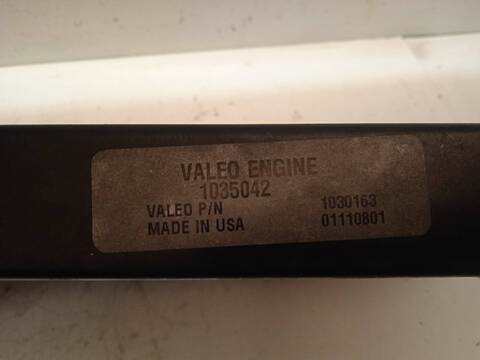 VALEO ENGINE
1035042
VALEO P/N 1030163
MADE IN USA 01110801